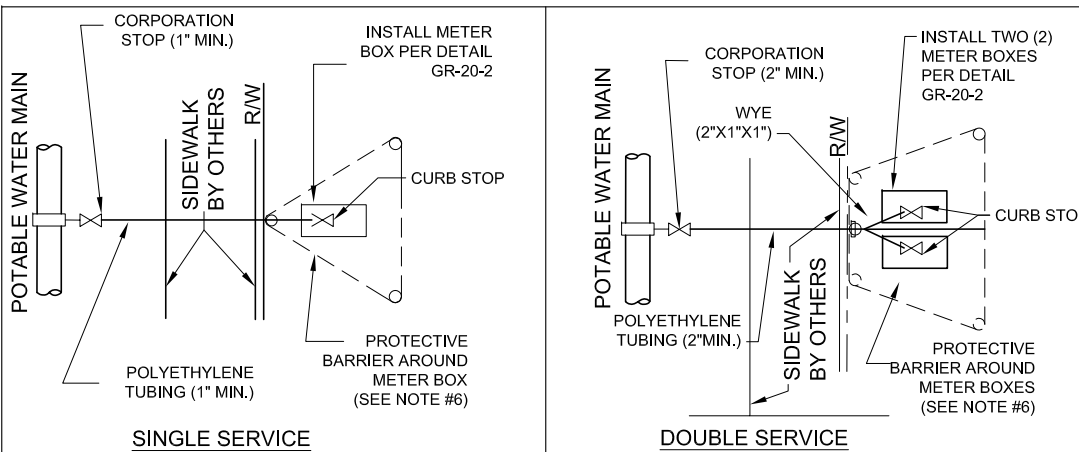 CORPORATION
STOP (1" MIN.)
INSTALL METER
BOX PER DETAIL
GR-20-2
POTABLE WATER MAIN
SIDEWALK
BY OTHERS
R/W
CURB STOP
POLYETHYLENE
TUBING (1" MIN.)
PROTECTIVE
BARRIER AROUND
METER BOX
(SEE NOTE #6)
SINGLE SERVICE
CORPORATION
STOP (2" MIN.)
INSTALL TWO (2)
METER BOXES
PER DETAIL
GR-20-2
WYE
(2"X1"X1")
R/W
POTABLE WATER MAIN
CURB STO
POLYETHYLENE
TUBING (2"MIN.)
SIDEWALK
BY OTHERS
PROTECTIVE
BARRIER AROUND
METER BOXES
(SEE NOTE #6)
DOUBLE SERVICE